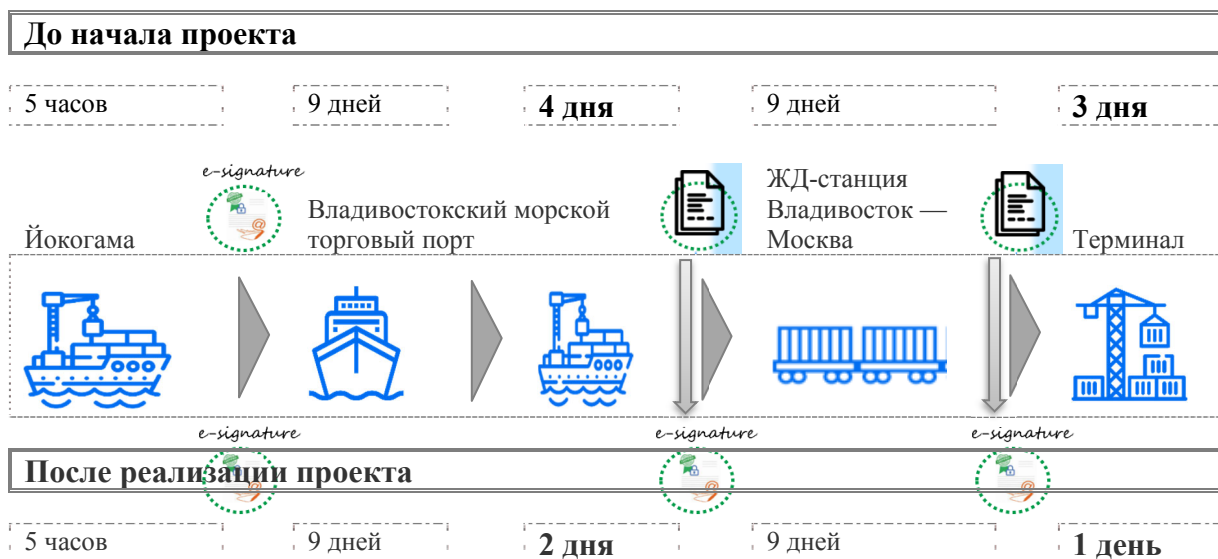 До начала проекта
5 часов
9 дней
4 дня
9 дней
3 дня
e-signature
Йокогама
Владивостокский морской
торговый порт
ЖД-станция
Владивосток —
Москва
Терминал
e-signature
e-signature
e-signature
После реализации проекта
5 часов
9 дней
2 дня
9 дней
1 день